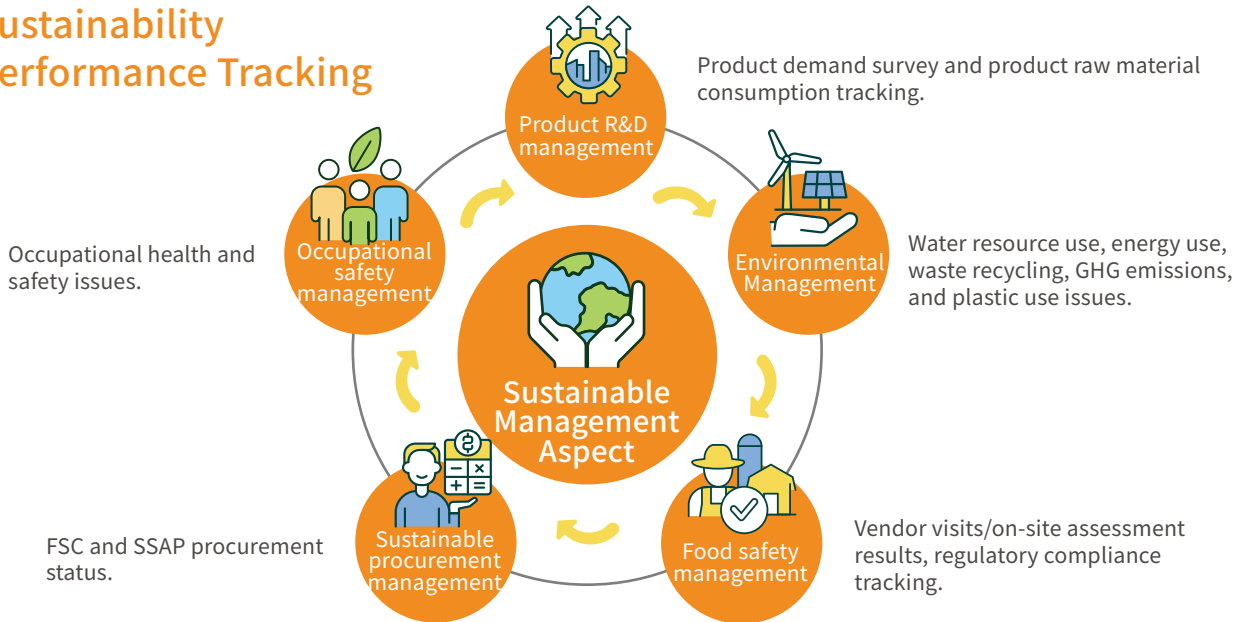 ustainability
erformance Tracking
Product R&D
management
Product demand survey and product raw material
consumption tracking.
Environmental
Management
Water resource use, energy use,
waste recycling, GHG emissions,
and plastic use issues.
Food safety
management
Vendor visits/on-site assessment
results, regulatory compliance
tracking.
Sustainable
procurement
management
FSC and SSAP procurement
status.
Occupational
safety
management
Occupational health and
safety issues.
Sustainable
Management
Aspect